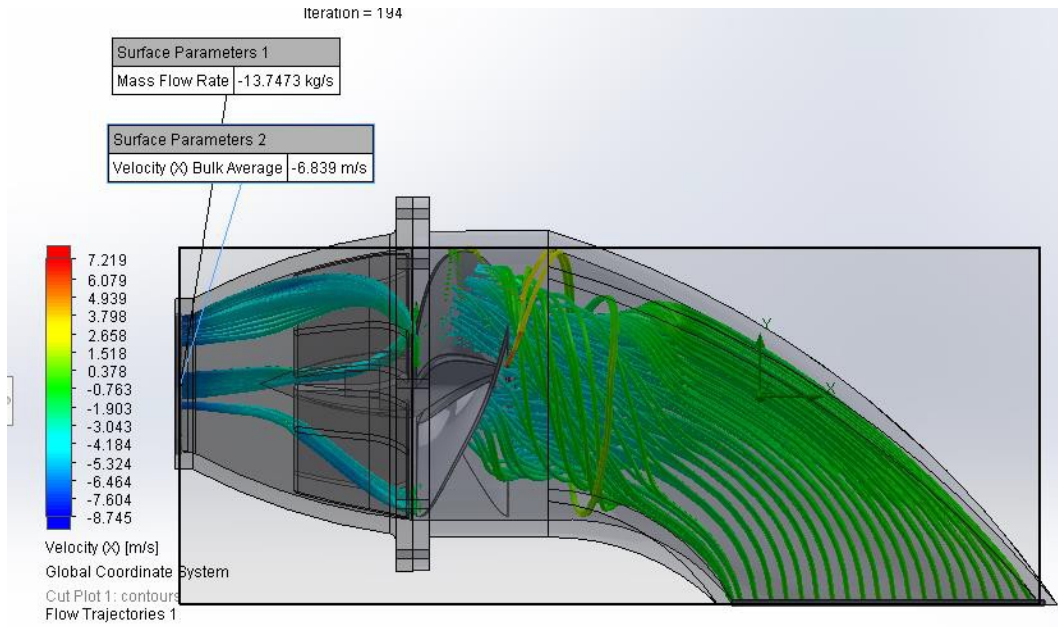 Iteration = 194
Surface Parameters 1
Mass Flow Rate -13.7473 kg/s
Surface Parameters 2
Velocity (X) Bulk Average -6.839 m/s
7.219
6.079
4.939
3.798
2.658
1.518
0.378
-0.763
-1.903
-3.043
-4.184
-5.324
-6.464
-7.604
-8.745
Y
X
Velocity (X) [m/s]
Global Coordinate System
Cut Plot 1: contours
Flow Trajectories 1